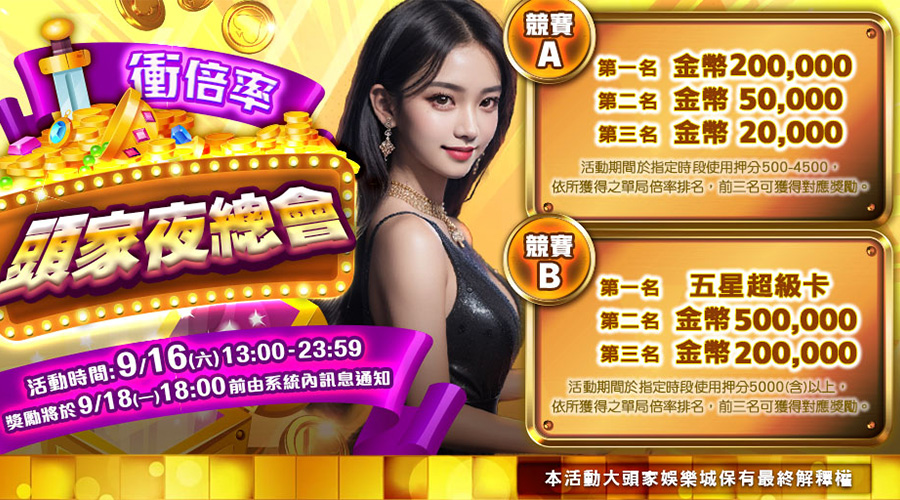 衝倍率
頭家夜總會
活動時間:9/16(六)13:00-23:59
獎勵將於9/18(一)18:00前由系統內訊息通知
競賽
A
第一名 金幣200,000
第二名 金幣 50,000
第三名 金幣 20,000
活動期間於指定時段使用押分500-4500,
依所獲得之單局倍率排名,前三名可獲得對應獎勵。
競賽
B
第一名 五星超級卡
第二名 金幣500,000
第三名 金幣200,000
活動期間於指定時段使用押分5000(含)以上,
依所獲得之單局倍率排名,前三名可獲得對應獎勵。
本活動大頭家娛樂城保有最終解釋權